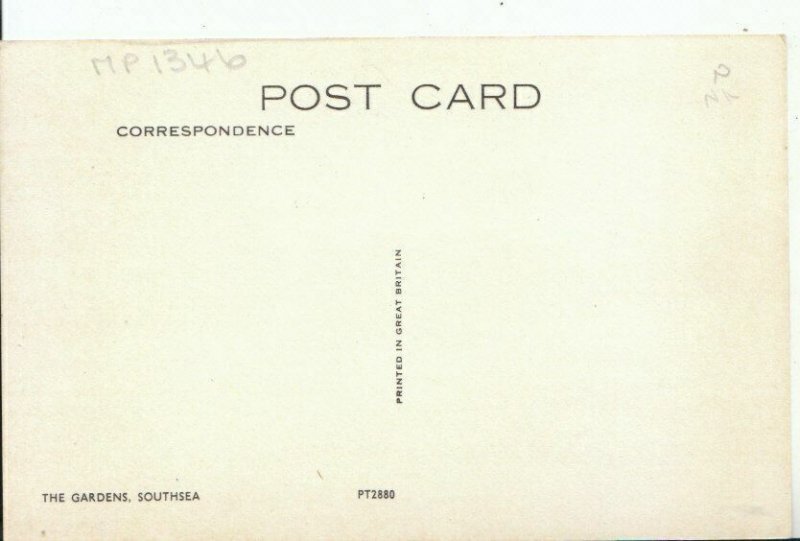 MP1346
POST CARD
CORRESPONDENCE
PRINTED IN GREAT BRITAIN
THE GARDENS, SOUTHSEA
PT2880